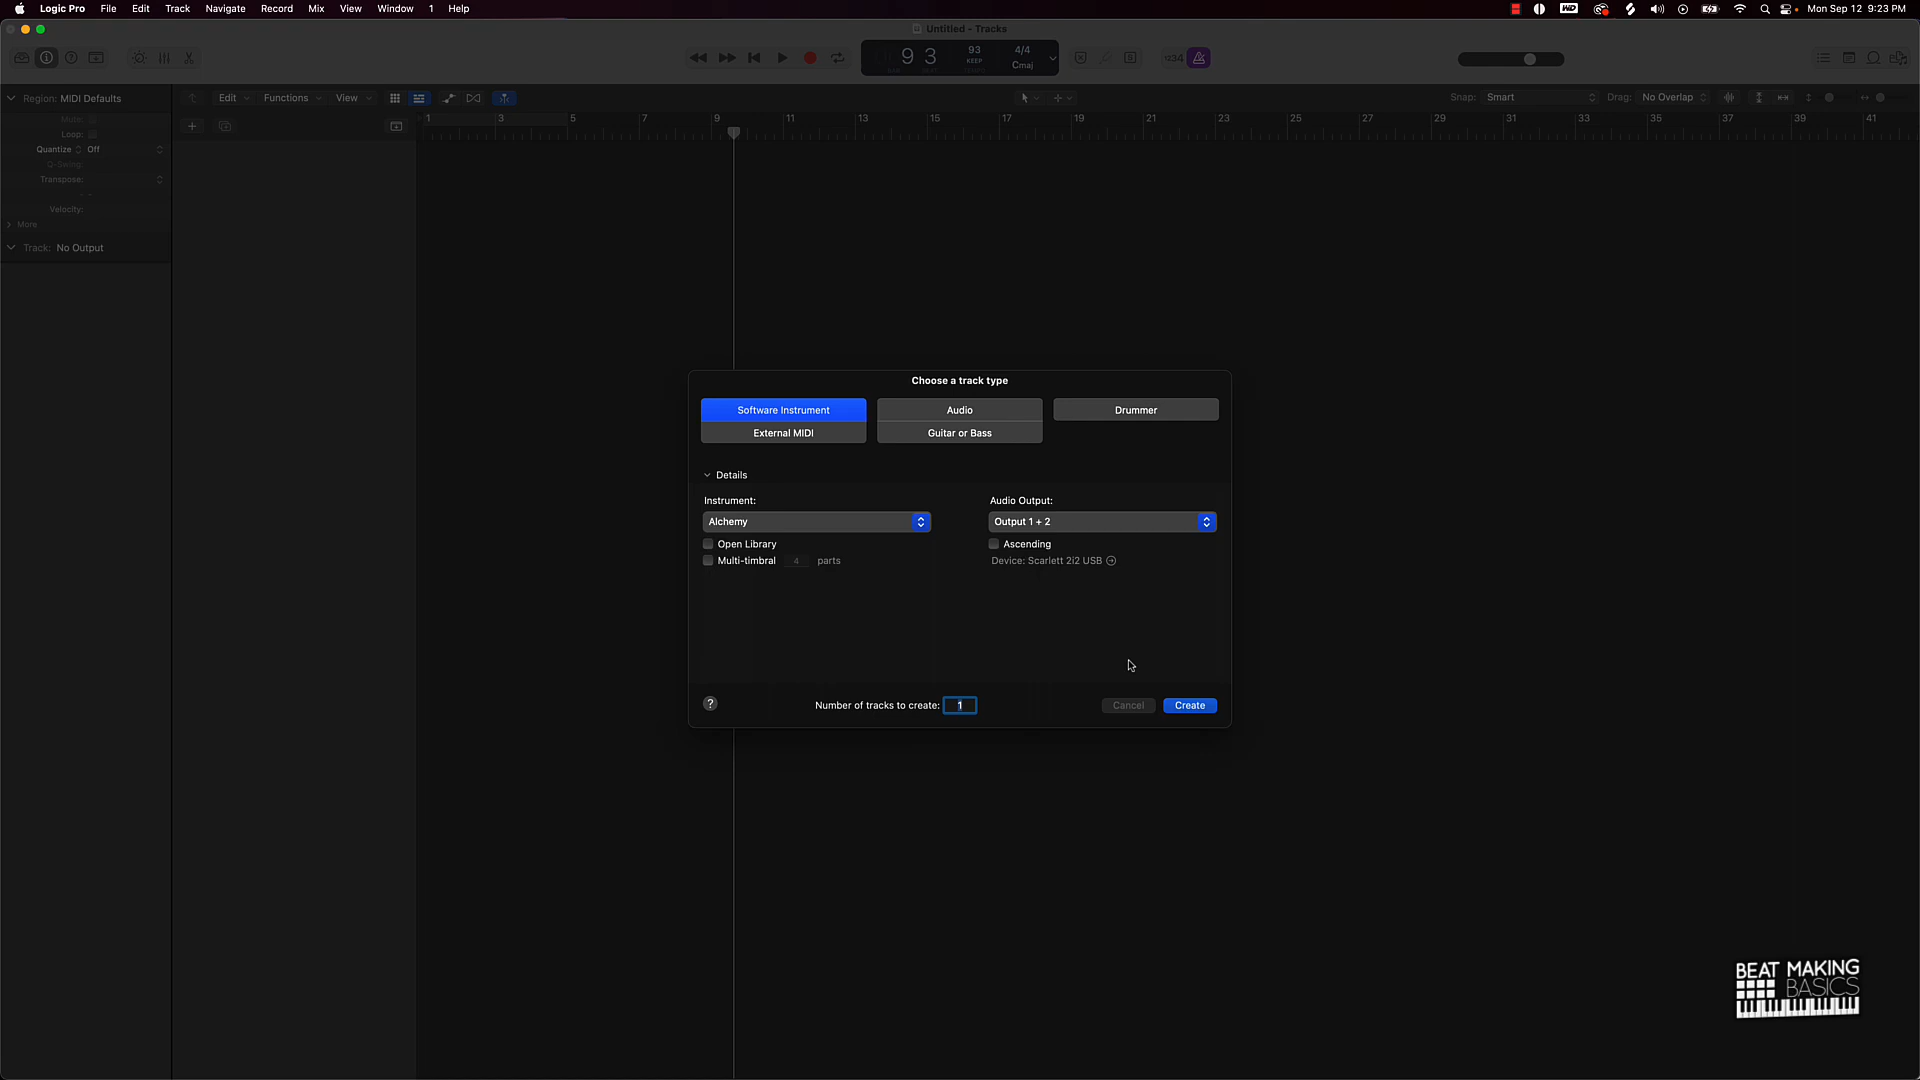 Logic Pro File Edit Track Navigate Record Mix View Window 1 Help Mon Sep 12 9:23 PM
Untitled - Tracks
9 3 93 KEEP 4/4 Cmaj 1234
Region: MIDI Defaults Edit Functions View Snap: Smart Drag: No Overlap
Mute:
1 3 5 7 9 11 13 15 17 19 21 23 25 27 29 31 33 35 37 39 41
Loop:
Quantize Off
Q-Swing:
Transpose:
Velocity:
More
Track: No Output
Choose a track type
Software Instrument Audio Drummer
External MIDI Guitar or Bass
Details
Instrument: Audio Output:
Alchemy Output 1 + 2
Open Library Ascending
Multi-timbral 4 parts Device: Scarlett 2i2 USB
? Number of tracks to create: 1 Cancel Create
BEAT MAKING
BASICS